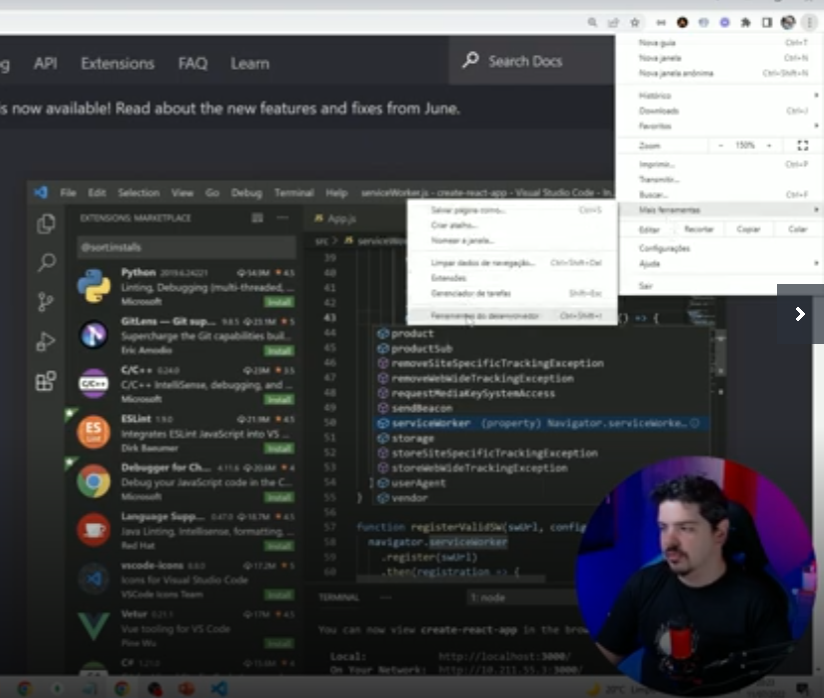 API Extensions FAQ Learn
Search Docs
is now available! Read about the new features and fixes from June.
Nova guia Ctrl+T
Nova janela Ctrl+N
Nova janela anônima Ctrl+Shift+N
Histórico
Downloads Ctrl+J
Favoritos
Zoom - 150% +
Imprimir... Ctrl+P
Transmitir...
Buscar... Ctrl+F
Mais ferramentas
Editar Recortar Copiar Colar
Configurações
Ajuda
Sair
Salvar página como... Ctrl+S
Criar atalho...
Nomear a janela...
Limpar dados de navegação... Ctrl+Shift+Del
Extensões
Gerenciador de tarefas Shift+Esc
Ferramentas do desenvolvedor Ctrl+Shift+I
File Edit Selection View Go Debug Terminal Help serviceWorker.js - create-react-app - Visual Studio Code - In...
EXTENSIONS: MARKETPLACE
@sort:installs
Python 2019.6.24221 54.9M 4.5
Linting, Debugging (multi-threaded, ...
Microsoft Install
GitLens — Git sup... 9.8.5 23.1M 5
Supercharge the Git capabilities buil...
Eric Amodio Install
C/C++ 0.24.0 23M 3.5
C/C++ IntelliSense, debugging, and ...
Microsoft Install
ESLint 1.9.0 21.9M 4.5
Integrates ESLint JavaScript into VS ...
Dirk Baeumer Install
Debugger for Ch... 4.11.6 20.6M 4
Debug your JavaScript code in the C...
Microsoft Install
Language Supp... 0.47.0 18.7M 4.5
Java Linting, Intellisense, formatting, ...
Red Hat Install
vscode-icons 8.8.0 17.2M 5
Icons for Visual Studio Code
VSCode Icons Team Install
Vetur 0.21.1 17M 4.5
Vue tooling for VS Code
Pine Wu Install
C# 1.21.0 15.6M 4
JS App.js
src > JS serviceWo
39
40
41
42
43 () => {
44 product
45 productSub
46 removeSiteSpecificTrackingException
47 removeWebWideTrackingException
48 requestMediaKeySystemAccess
49 sendBeacon
50 serviceWorker (property) Navigator.serviceWorke...
51 storage
52 storeSiteSpecificTrackingException
53 storeWebWideTrackingException
54 } userAgent
55 } vendor
56
57 function registerValidSW(swUrl, config
58 navigator.serviceWorker
59 .register(swUrl)
60 .then(registration => {
TERMINAL ... 1: node
You can now view create-react-app in the brow
Local: http://localhost:3000/
On Your Network: http://10.211.55.3:3000/
20°C